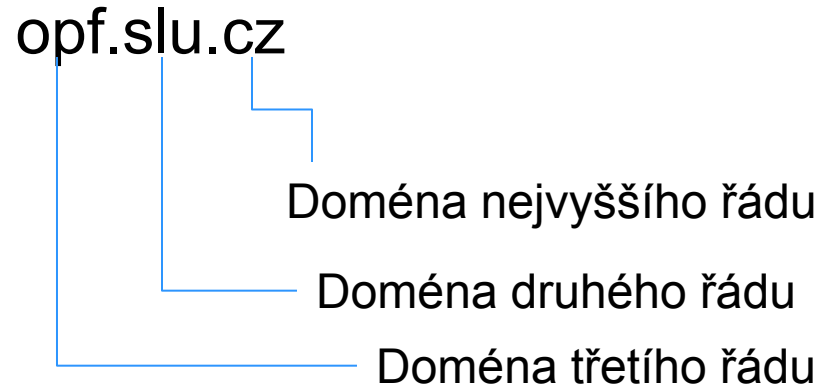 opf.slu.cz
Doména nejvyššího řádu
Doména druhého řádu
Doména třetího řádu